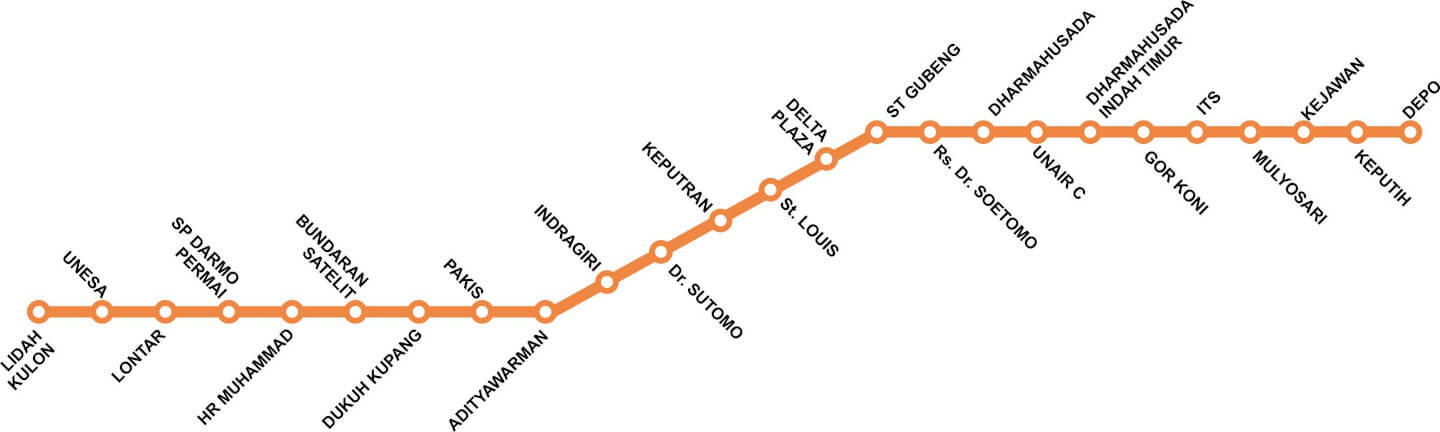 LIDAH
KULON
UNESA
LONTAR
SP DARMO
PERMAI
HR MUHAMMAD
BUNDARAN
SATELIT
DUKUH KUPANG
PAKIS
ADITYAWARMAN
INDRAGIRI
Dr. SUTOMO
KEPUTRAN
St. LOUIS
DELTA
PLAZA
ST GUBENG
Rs. Dr. SOETOMO
DHARMAHUSADA
UNAIR C
DHARMAHUSADA
INDAH TIMUR
GOR KONI
ITS
MULYOSARI
KEJAWAN
KEPUTIH
DEPO